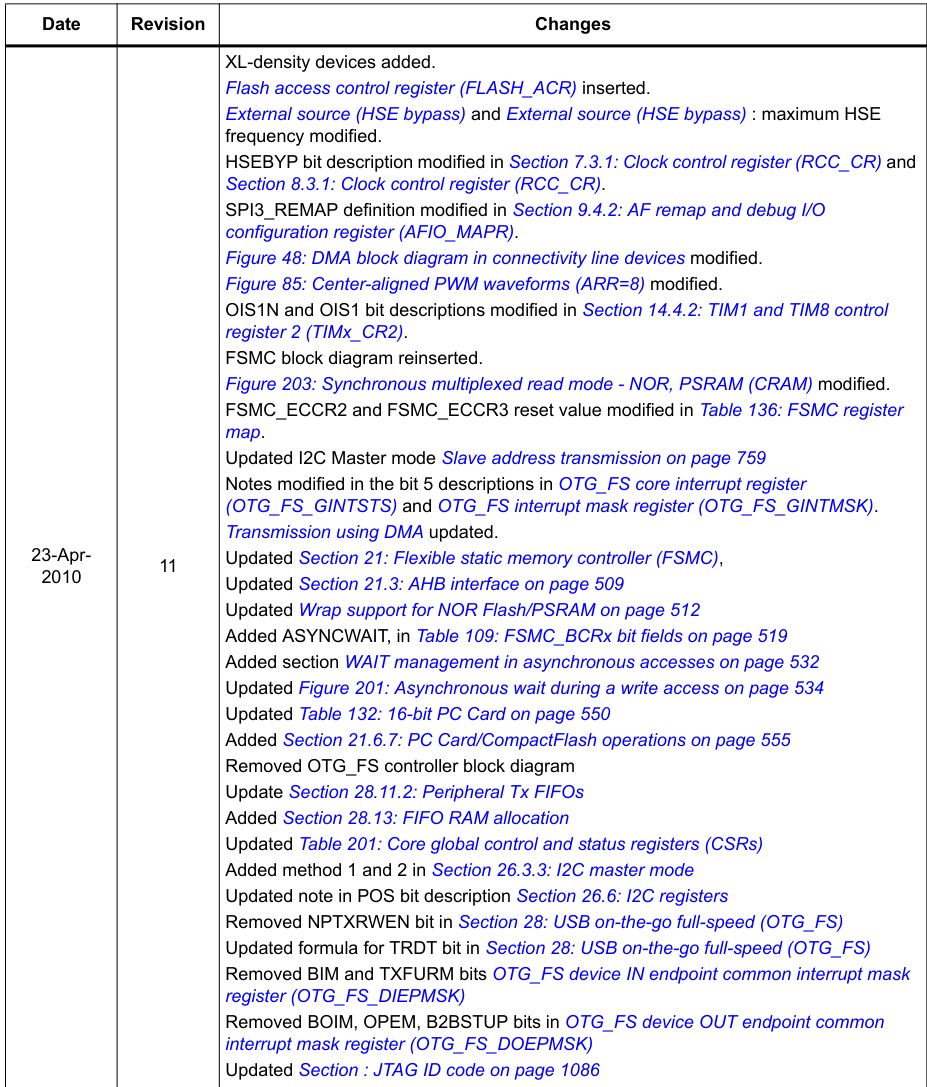 Date Revision Changes
XL-density devices added.
Flash access control register (FLASH_ACR) inserted.
External source (HSE bypass) and External source (HSE bypass) : maximum HSE
frequency modified.
HSEBYP bit description modified in Section 7.3.1: Clock control register (RCC_CR) and
Section 8.3.1: Clock control register (RCC_CR).
SPI3_REMAP definition modified in Section 9.4.2: AF remap and debug I/O
configuration register (AFIO_MAPR).
Figure 48: DMA block diagram in connectivity line devices modified.
Figure 85: Center-aligned PWM waveforms (ARR=8) modified.
OIS1N and OIS1 bit descriptions modified in Section 14.4.2: TIM1 and TIM8 control
register 2 (TIMx_CR2).
FSMC block diagram reinserted.
Figure 203: Synchronous multiplexed read mode - NOR, PSRAM (CRAM) modified.
FSMC_ECCR2 and FSMC_ECCR3 reset value modified in Table 136: FSMC register
map.
Updated I2C Master mode Slave address transmission on page 759
Notes modified in the bit 5 descriptions in OTG_FS core interrupt register
(OTG_FS_GINTSTS) and OTG_FS interrupt mask register (OTG_FS_GINTMSK).
Transmission using DMA updated.
23-Apr-
2010
11
Updated Section 21: Flexible static memory controller (FSMC),
Updated Section 21.3: AHB interface on page 509
Updated Wrap support for NOR Flash/PSRAM on page 512
Added ASYNCWAIT, in Table 109: FSMC_BCRx bit fields on page 519
Added section WAIT management in asynchronous accesses on page 532
Updated Figure 201: Asynchronous wait during a write access on page 534
Updated Table 132: 16-bit PC Card on page 550
Added Section 21.6.7: PC Card/CompactFlash operations on page 555
Removed OTG_FS controller block diagram
Update Section 28.11.2: Peripheral Tx FIFOs
Added Section 28.13: FIFO RAM allocation
Updated Table 201: Core global control and status registers (CSRs)
Added method 1 and 2 in Section 26.3.3: I2C master mode
Updated note in POS bit description Section 26.6: I2C registers
Removed NPTXRWEN bit in Section 28: USB on-the-go full-speed (OTG_FS)
Updated formula for TRDT bit in Section 28: USB on-the-go full-speed (OTG_FS)
Removed BIM and TXFURM bits OTG_FS device IN endpoint common interrupt mask
register (OTG_FS_DIEPMSK)
Removed BOIM, OPEM, B2BSTUP bits in OTG_FS device OUT endpoint common
interrupt mask register (OTG_FS_DOEPMSK)
Updated Section : JTAG ID code on page 1086